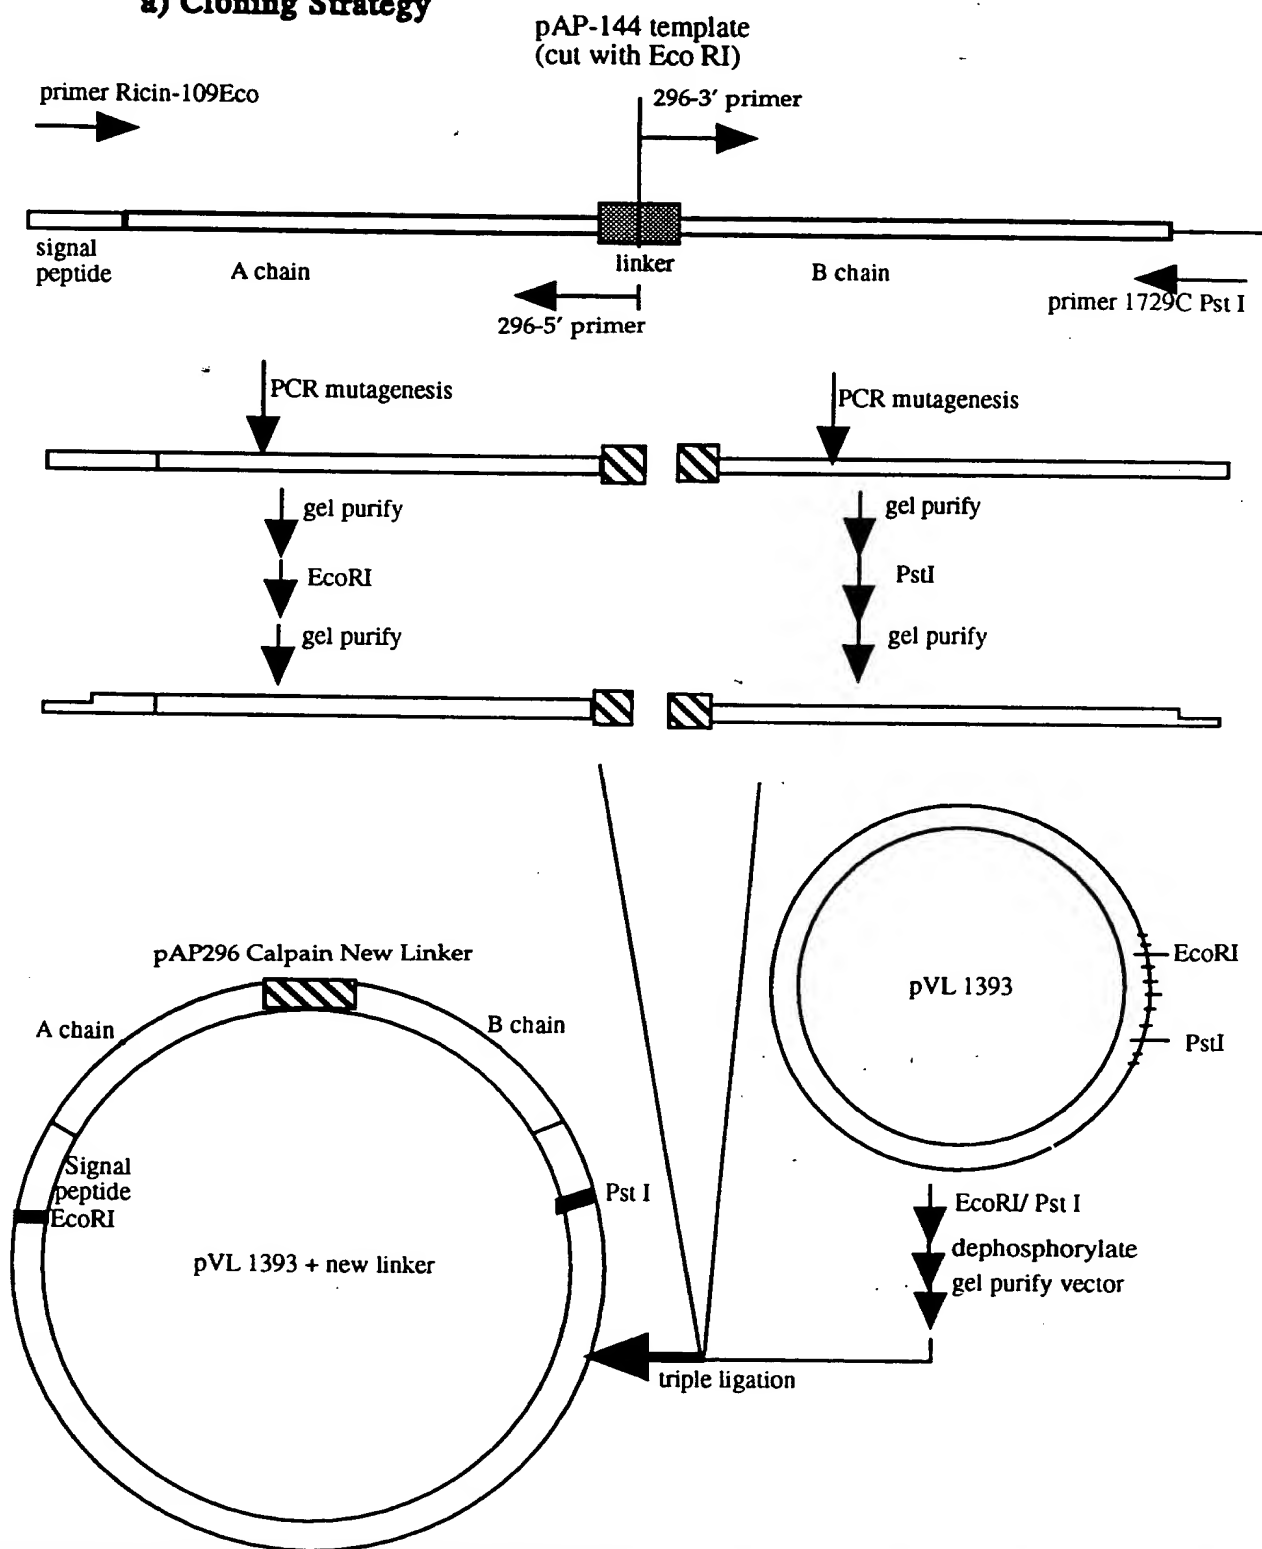 a) Cloning Strategy
pAP-144 template
(cut with Eco RI)
primer Ricin-109Eco
296-3' primer
signal
peptide
A chain
linker
B chain
296-5' primer
primer 1729C Pst I
PCR mutagenesis
PCR mutagenesis
gel purify
gel purify
EcoRI
PstI
gel purify
gel purify
pAP296 Calpain New Linker
A chain
B chain
pVL 1393
EcoRI
PstI
Signal
peptide
EcoRI
Pst I
pVL 1393 + new linker
EcoRI/ Pst I
dephosphorylate
gel purify vector
triple ligation